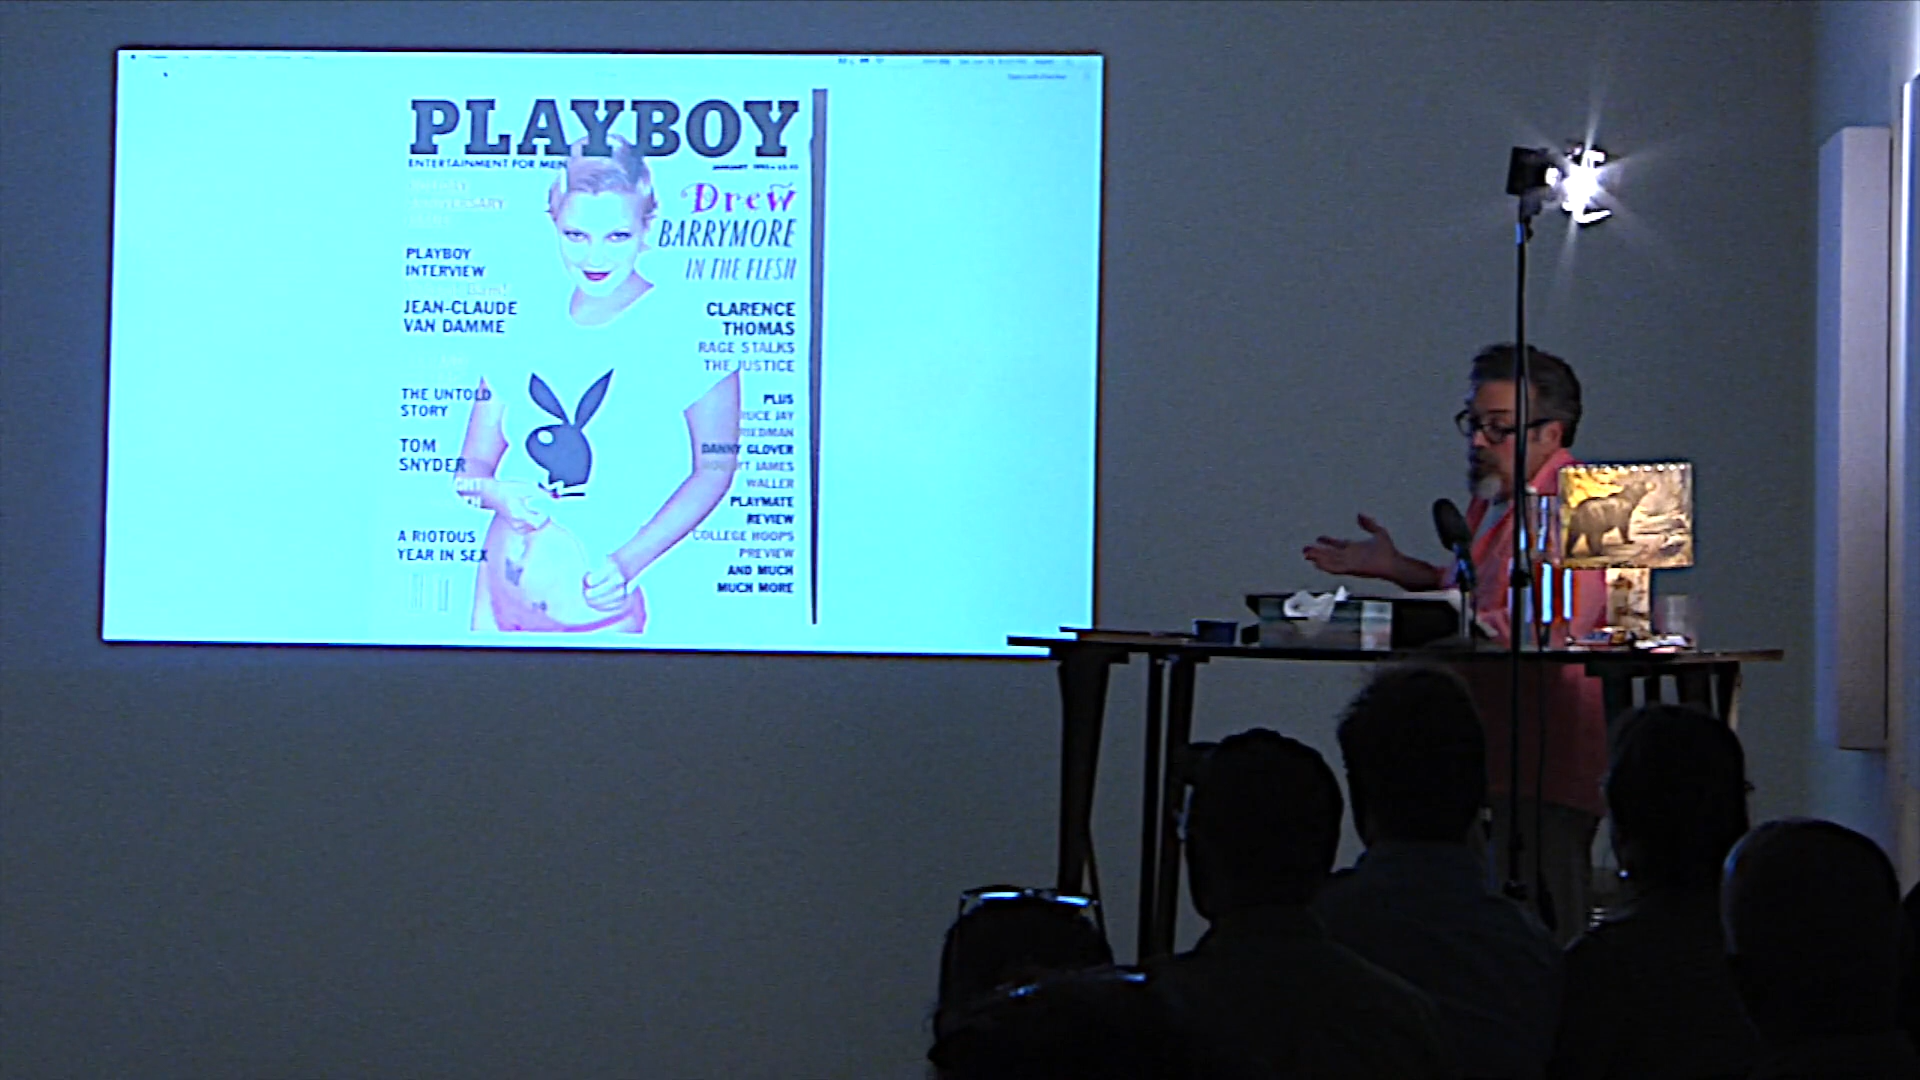 PLAYBOY
ENTERTAINMENT FOR MEN
Drew
BARRYMORE
IN THE FLESH
PLAYBOY
INTERVIEW
JEAN-CLAUDE
VAN DAMME
THE UNTOLD
STORY
TOM
SNYDER
A RIOTOUS
YEAR IN SEX
CLARENCE
THOMAS
RAGE STALKS
THE JUSTICE
PLUS
DANNY GLOVER
JAMES
WALLER
PLAYMATE
REVIEW
COLLEGE HOOPS
PREVIEW
AND MUCH
MUCH MORE